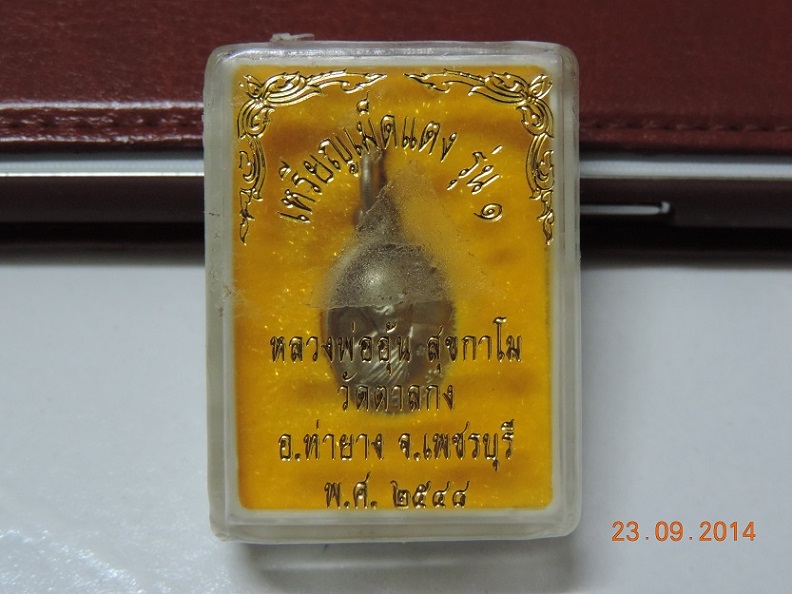 เหรียญเม็ดแตง รุ่น ๑
หลวงพ่ออุ้น สุขกาโม
วัดตาลกง
อ.ท่ายาง จ.เพชรบุรี
พ.ศ. ๒๕๔๘
23.09.2014